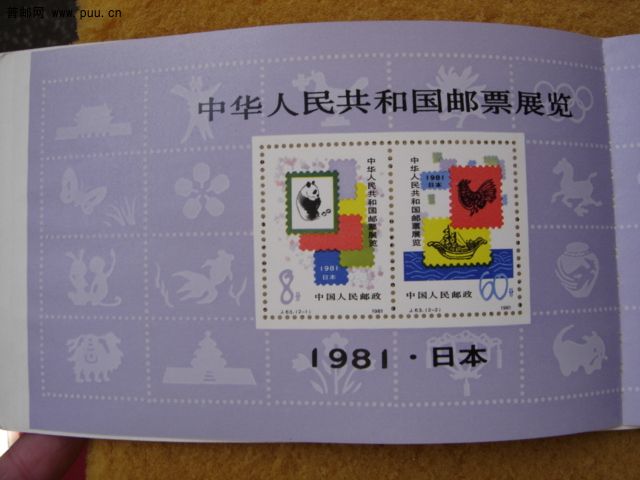 普邮网 www.puu.cn
中华人民共和国邮票展览
中华人民共和国邮票展览
1981
日本
8分
中国人民邮政
J.63.(2-1)
1981
1981
日本
中华人民共和国邮票展览
60分
中国人民邮政
J.63.(2-2)
1981
1981·日本